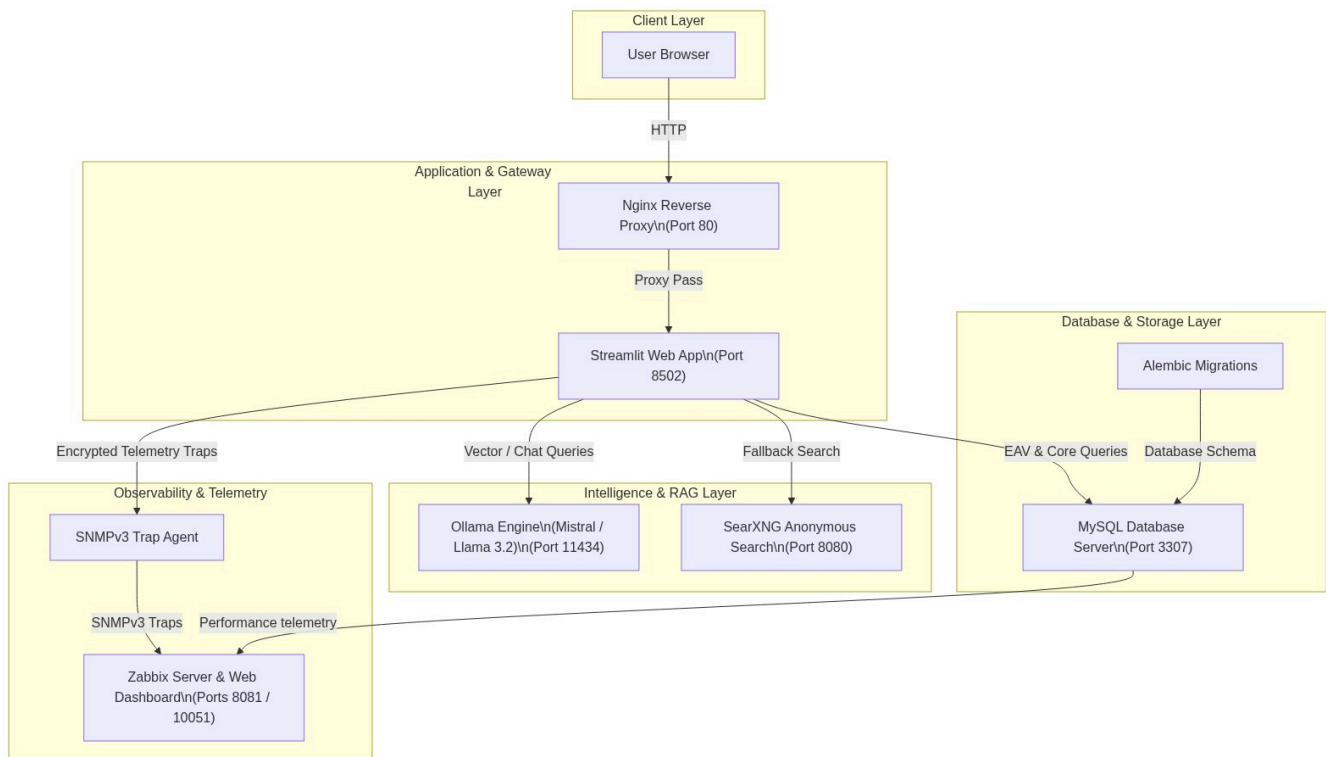 Client Layer
User Browser
HTTP
Application & Gateway
Layer
Nginx Reverse
Proxy\n(Port 80)
Proxy Pass
Streamlit Web App\n(Port
8502)
Database & Storage Layer
Alembic Migrations
Encrypted Telemetry Traps
Vector / Chat Queries
Fallback Search
EAV & Core Queries
Database Schema
Observability & Telemetry
SNMPv3 Trap Agent
Intelligence & RAG Layer
Ollama Engine\n(Mistral /
Llama 3.2)\n(Port 11434)
SearXNG Anonymous
Search\n(Port 8080)
MySQL Database
Server\n(Port 3307)
SNMPv3 Traps
Performance telemetry
Zabbix Server & Web
Dashboard\n(Ports 8081 /
10051)